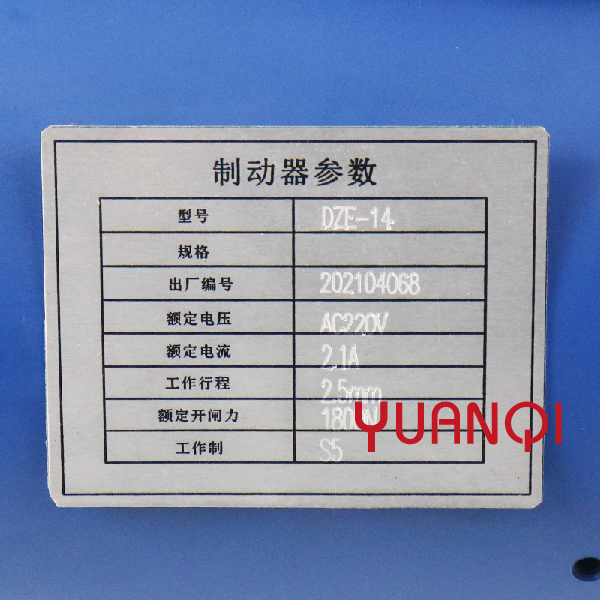 制动器参数
型号 DZE-14
规格
出厂编号 202104068
额定电压 AC220V
额定电流 2.1A
工作行程 2.5mm
额定开闸力
工作制 S5
YUANQI